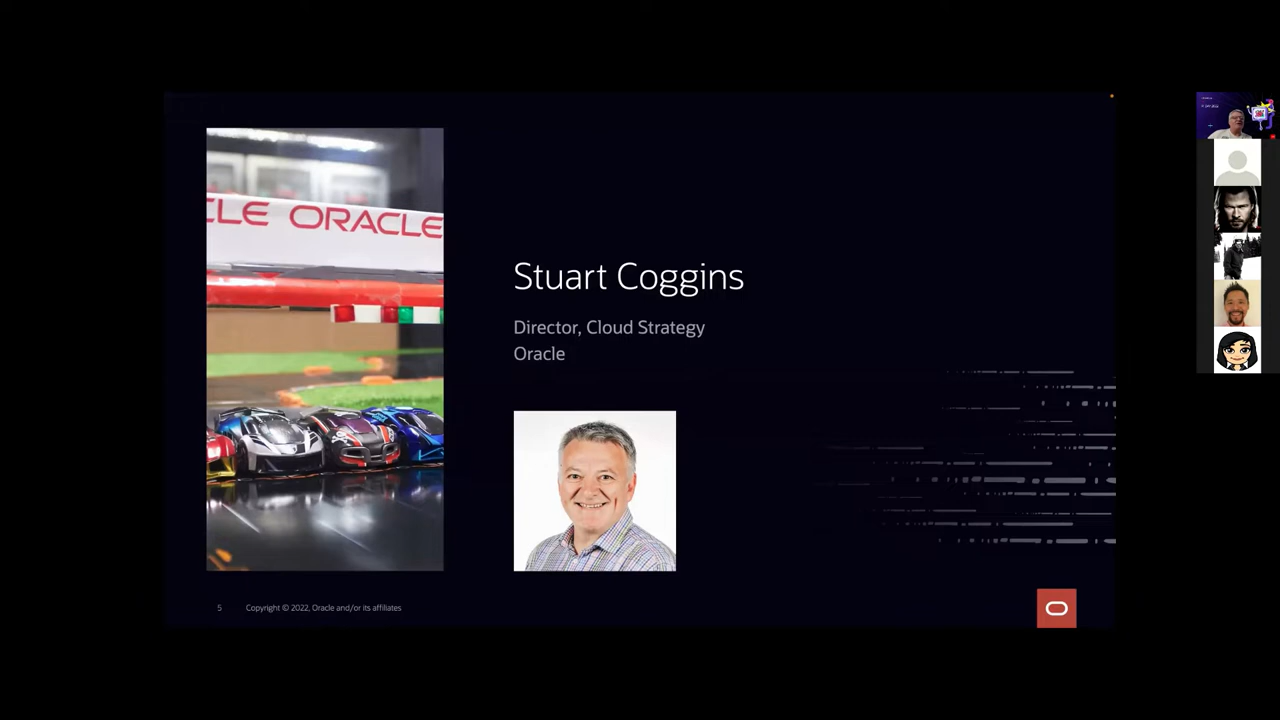 CLE ORACLE
Stuart Coggins
Director, Cloud Strategy
Oracle
5 Copyright © 2022, Oracle and/or its affiliates